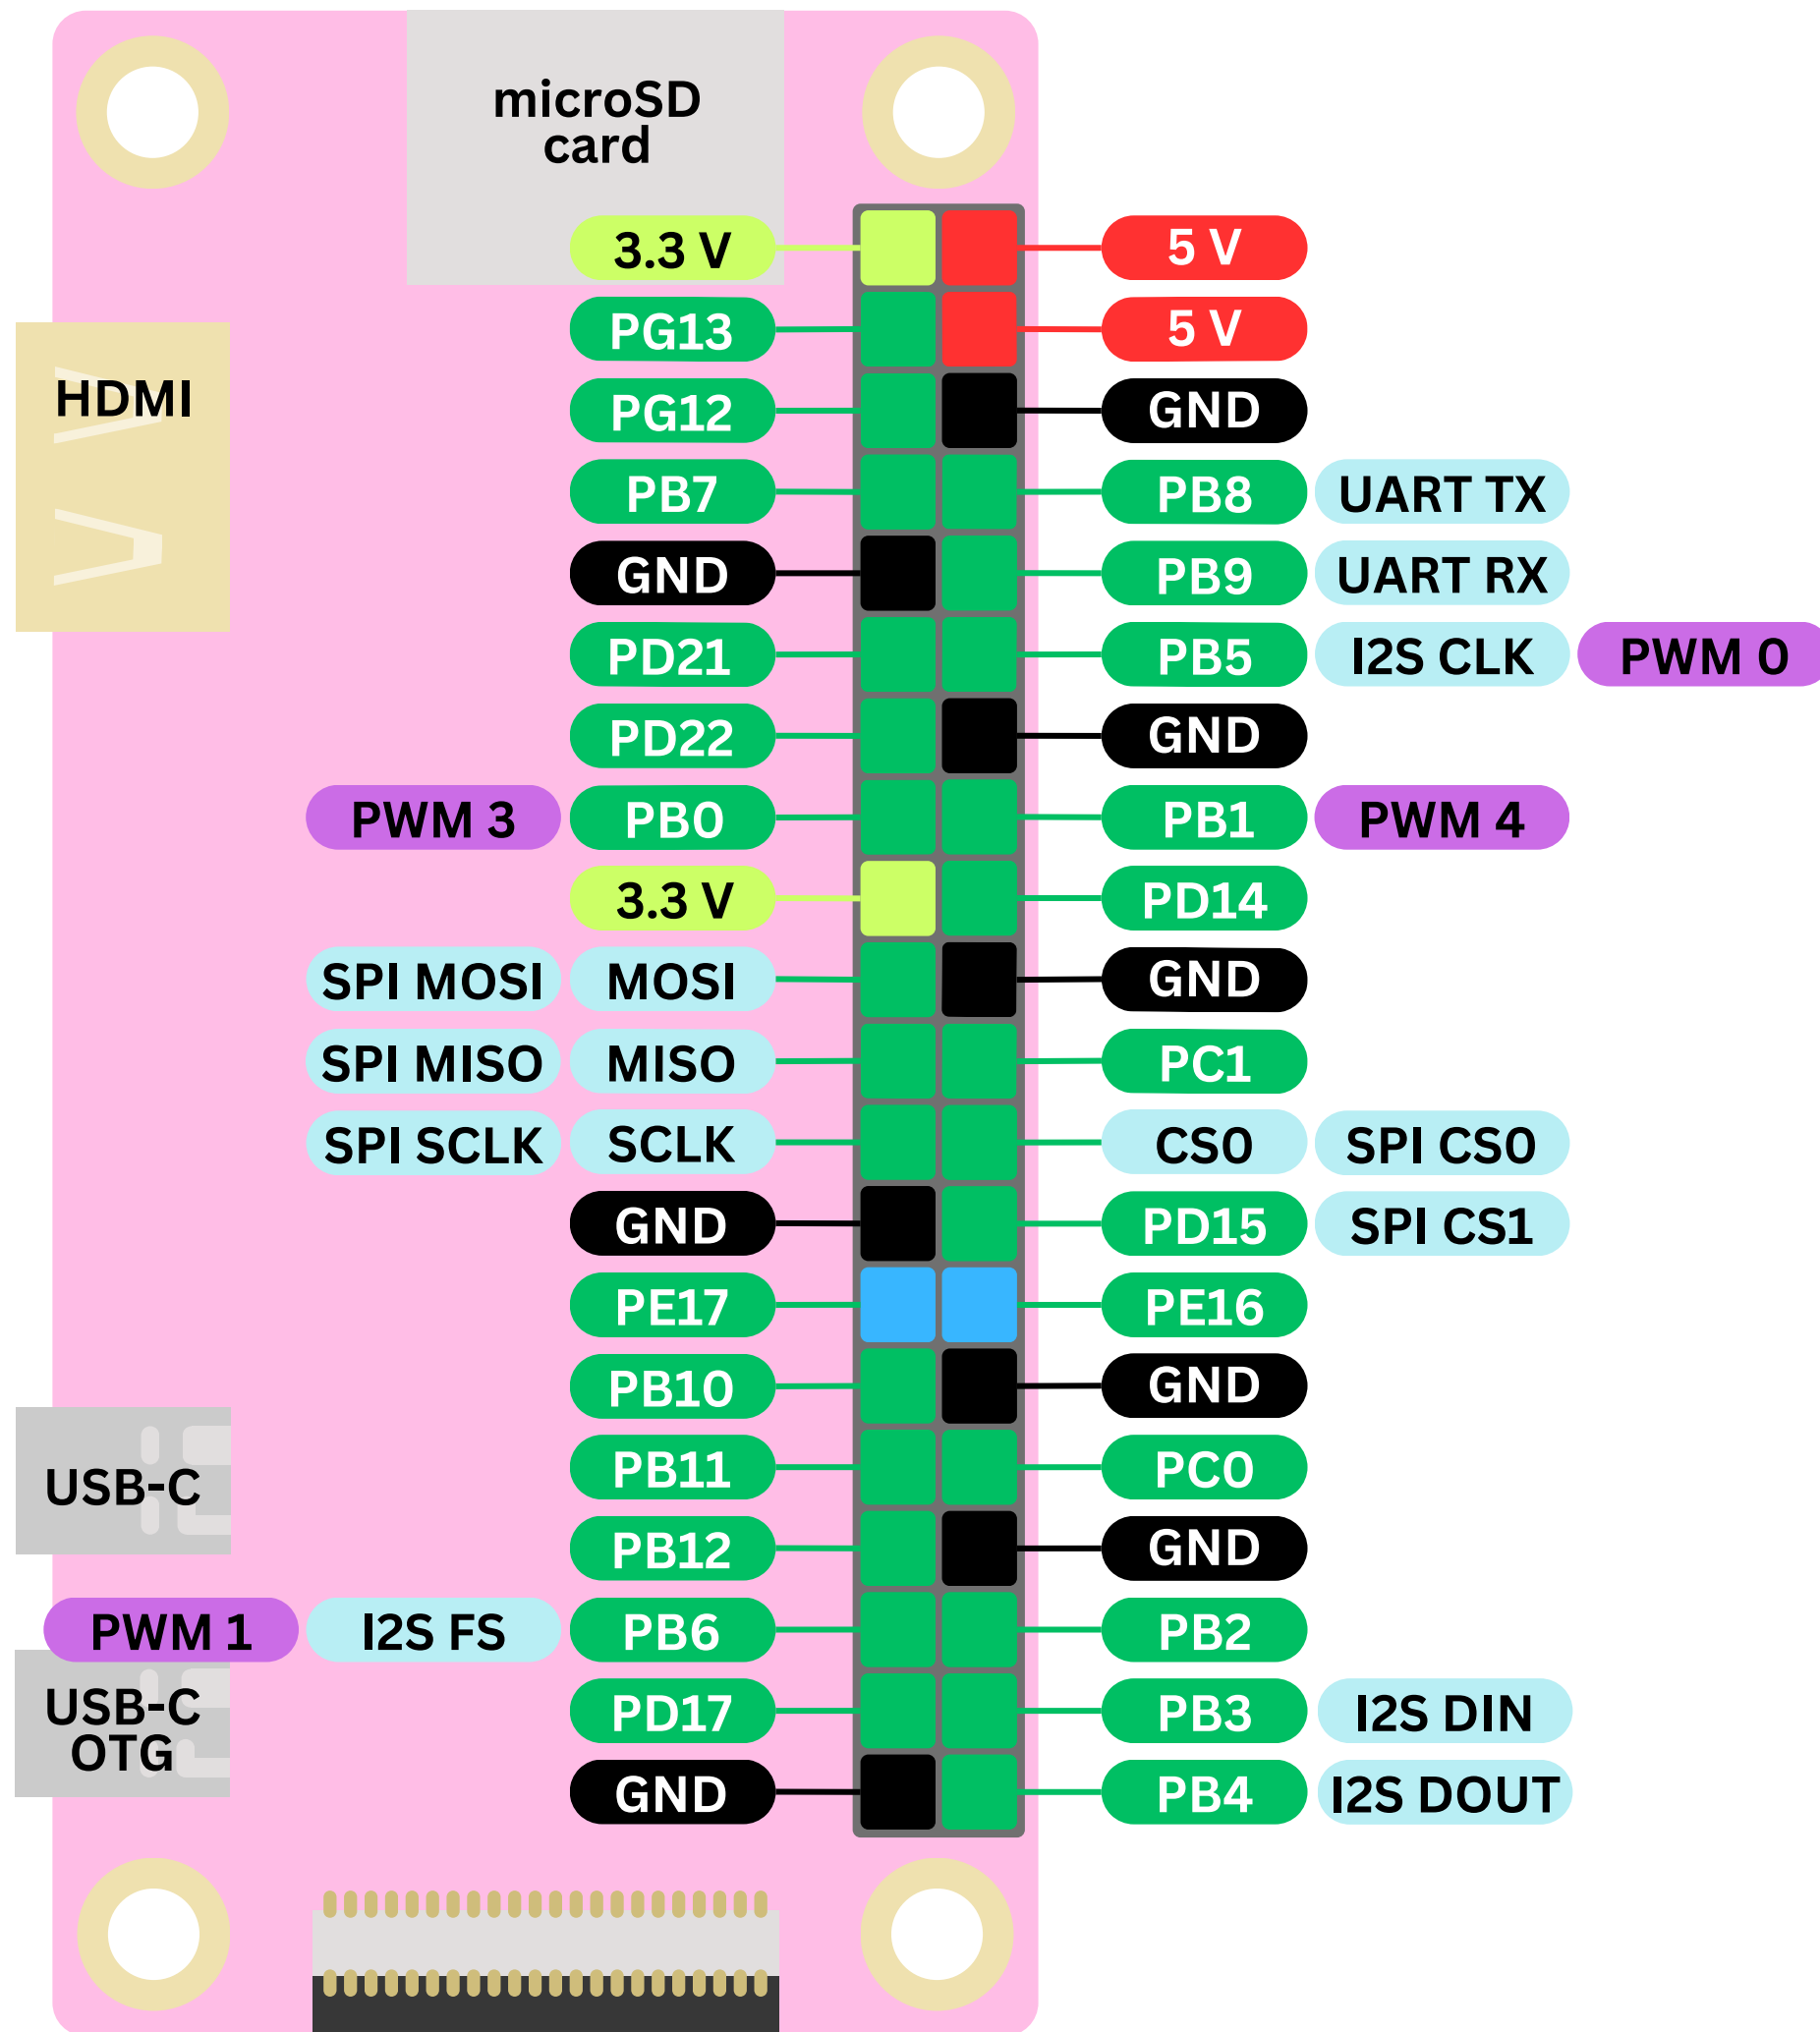 microSD
card
3.3 V 5 V
PG13 5 V
HDMI
PG12 GND
PB7 PB8 UART TX
GND PB9 UART RX
PD21 PB5 I2S CLK PWM 0
PD22 GND
PWM 3 PB0 PB1 PWM 4
3.3 V PD14
SPI MOSI MOSI GND
SPI MISO MISO PC1
SPI SCLK SCLK CS0 SPI CS0
GND PD15 SPI CS1
PE17 PE16
PB10 GND
USB-C
PB11 PC0
PB12 GND
PWM 1 I2S FS PB6 PB2
USB-C
OTG
PD17 PB3 I2S DIN
GND PB4 I2S DOUT